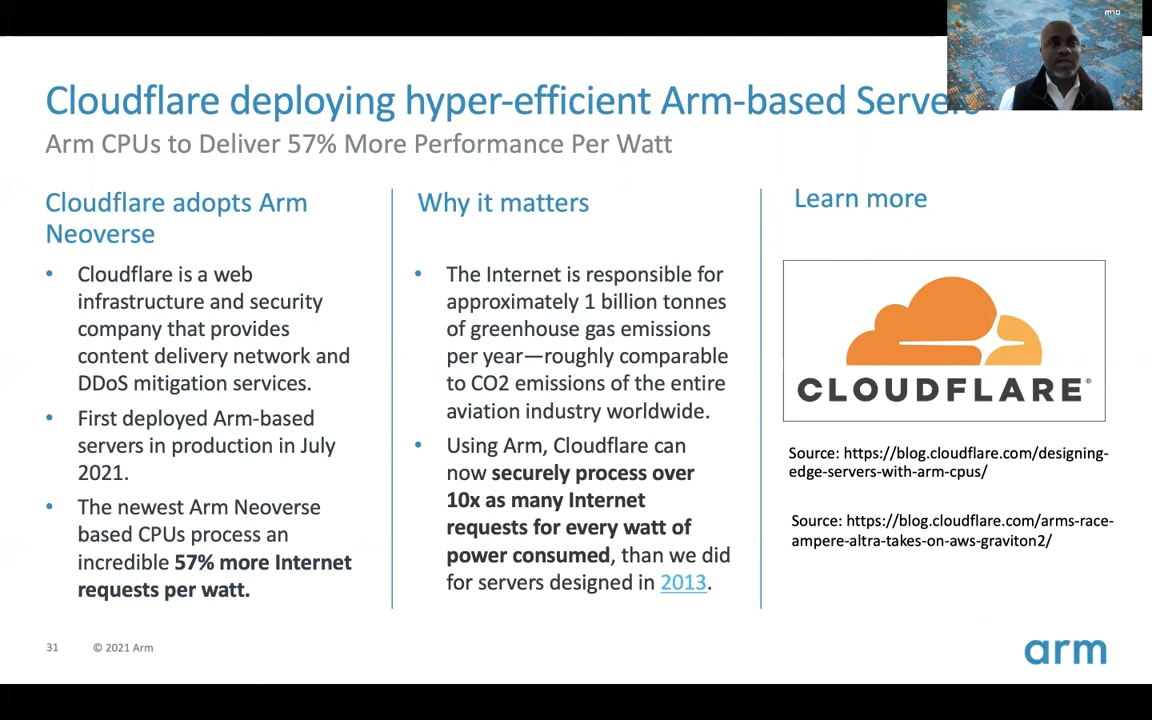 Cloudflare deploying hyper-efficient Arm-based Servers
Arm CPUs to Deliver 57% More Performance Per Watt
Cloudflare adopts Arm
Neoverse
• Cloudflare is a web
infrastructure and security
company that provides
content delivery network and
DDoS mitigation services.
• First deployed Arm-based
servers in production in July
2021.
• The newest Arm Neoverse
based CPUs process an
incredible 57% more Internet
requests per watt.
Why it matters
• The Internet is responsible for
approximately 1 billion tonnes
of greenhouse gas emissions
per year—roughly comparable
to CO2 emissions of the entire
aviation industry worldwide.
• Using Arm, Cloudflare can
now securely process over
10x as many Internet
requests for every watt of
power consumed, than we did
for servers designed in 2013.
Learn more
CLOUDFLARE®
Source: https://blog.cloudflare.com/designing-
edge-servers-with-arm-cpus/
Source: https://blog.cloudflare.com/arms-race-
ampere-altra-takes-on-aws-graviton2/
31 © 2021 Arm
arm